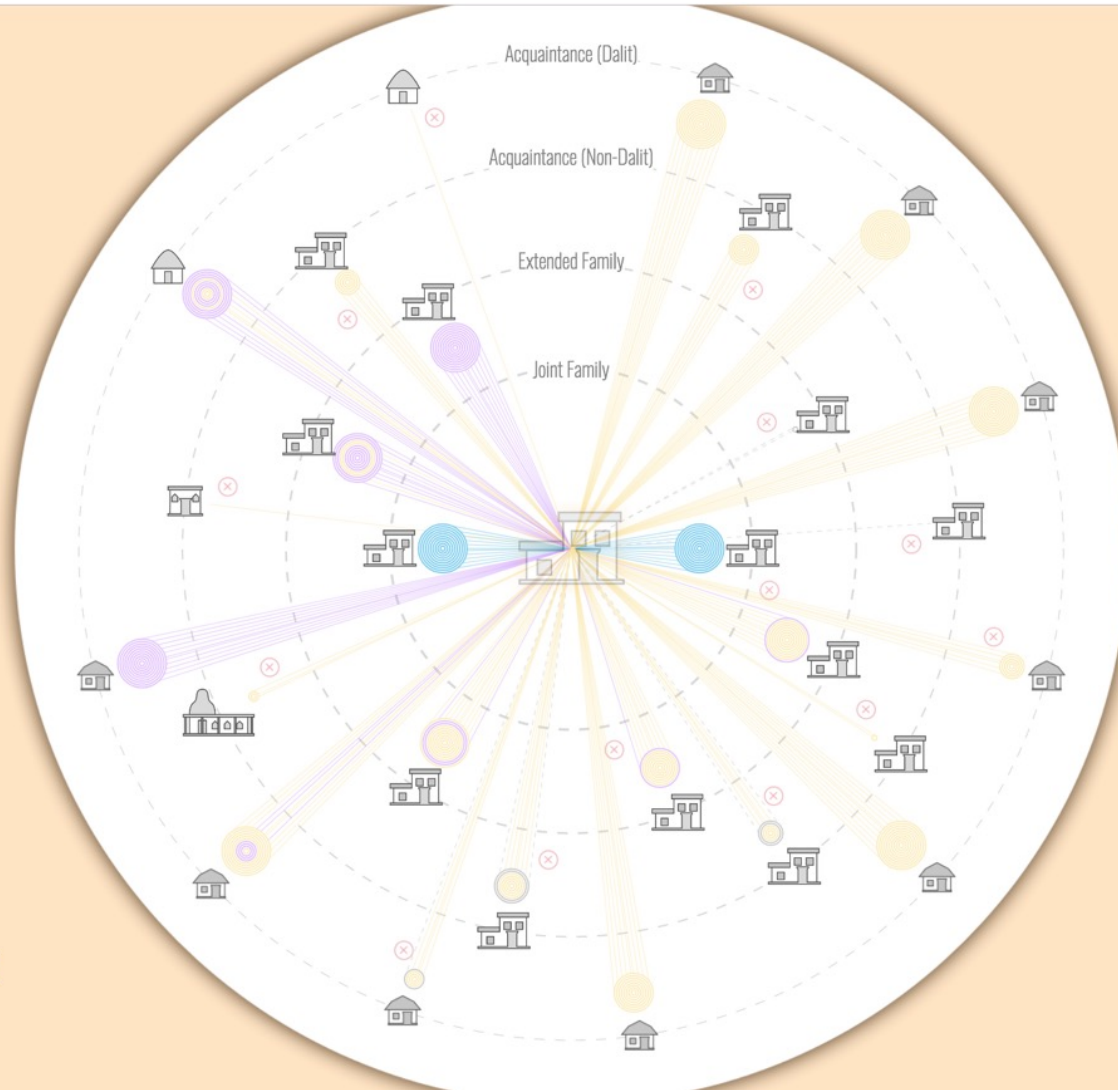 Acquaintance (Dalit)
Acquaintance (Non-Dalit)
Extended Family
Joint Family